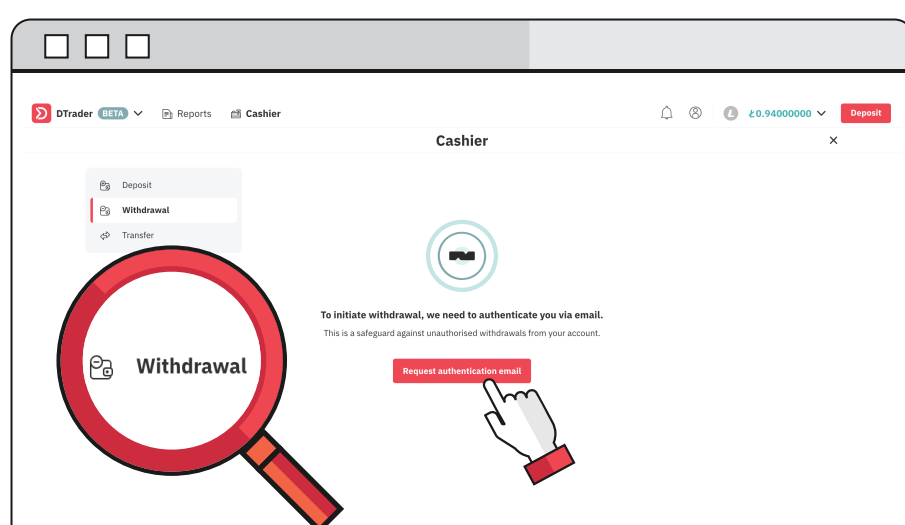 DTrader BETA Reports Cashier Ł0.94000000 Deposit
Cashier
Deposit
Withdrawal
Transfer
To initiate withdrawal, we need to authenticate you via email.
This is a safeguard against unauthorised withdrawals from your account.
Withdrawal
Request authentication email